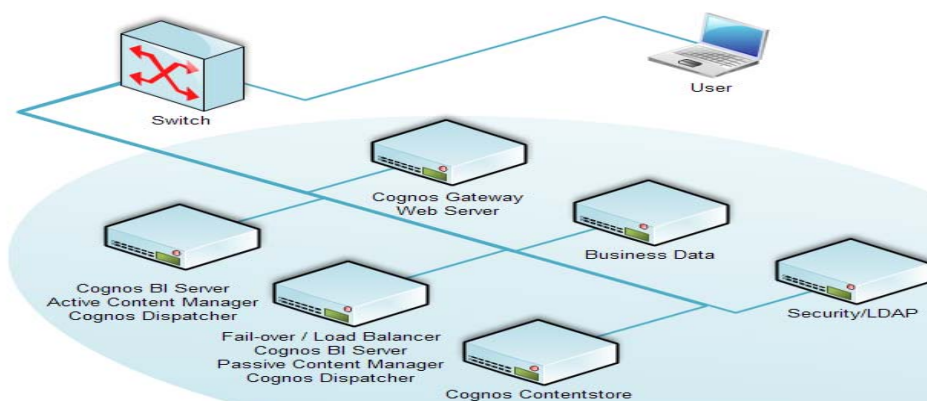 User
Switch
Cognos Gateway
Web Server
Business Data
Cognos BI Server
Active Content Manager
Cognos Dispatcher
Security/LDAP
Fail-over / Load Balancer
Cognos BI Server
Passive Content Manager
Cognos Dispatcher
Cognos Contentstore